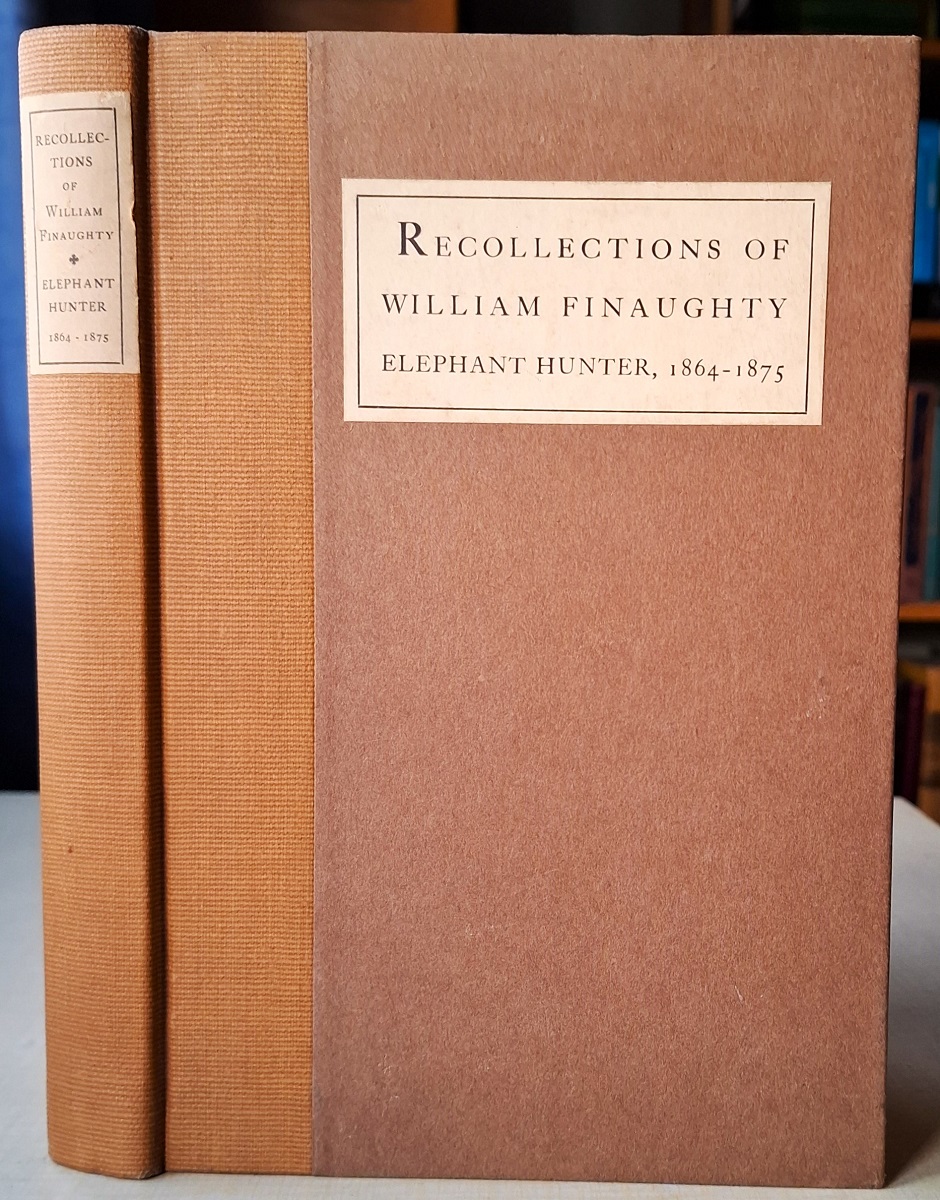 RECOLLEC-
TIONS
OF
WILLIAM
FINAUGHTY
ELEPHANT
HUNTER
1864 - 1875
RECOLLECTIONS OF
WILLIAM FINAUGHTY
ELEPHANT HUNTER, 1864-1875